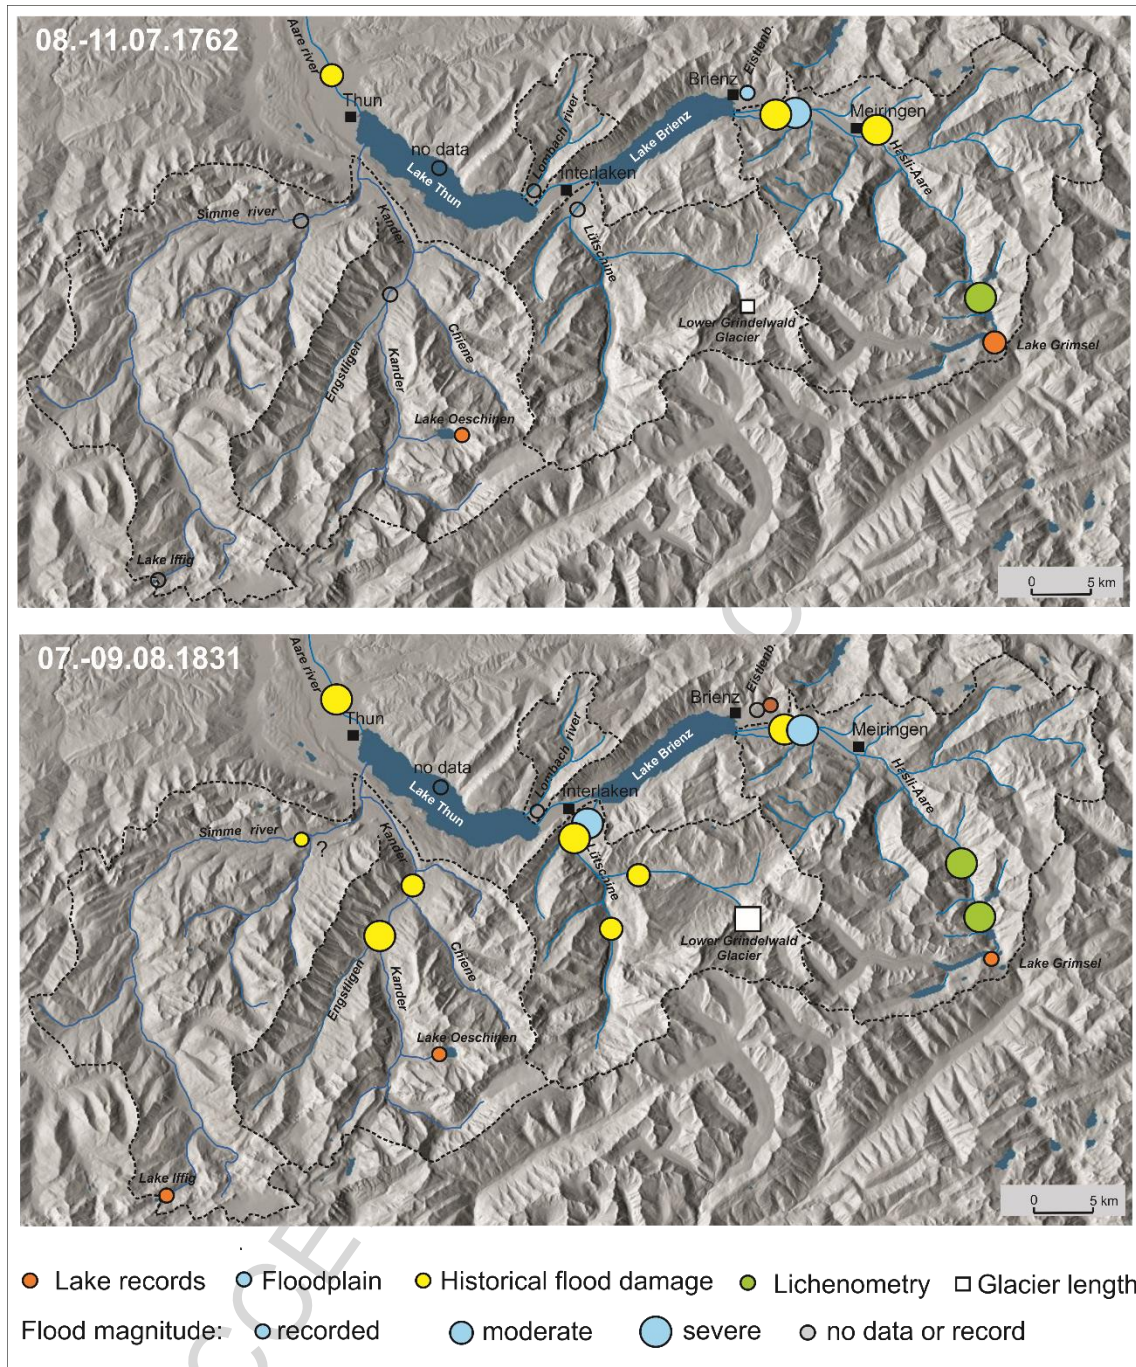 08.-11.07.1762
Aare river
Thun
no data
Lake Thun
Lombach river
Interlaken
Lake Brienz
Brienz
Eistlenb.
Meiringen
Hasli-Aare
Simme river
Kander
Lütschine
Engstligen
Kander
Chiene
Lower Grindelwald
Glacier
Lake Grimsel
Lake Oeschinen
Lake Iffig
0 5 km
07.-09.08.1831
Aare river
Thun
no data
Lake Thun
Lombach river
Interlaken
Lake Brienz
Brienz
Eistlenb.
Meiringen
Hasli-Aare
Simme river
?
Kander
Lütschine
Engstligen
Kander
Chiene
Lower Grindelwald
Glacier
Lake Grimsel
Lake Oeschinen
Lake Iffig
0 5 km
Lake records Floodplain Historical flood damage Lichenometry Glacier length
Flood magnitude: recorded moderate severe no data or record